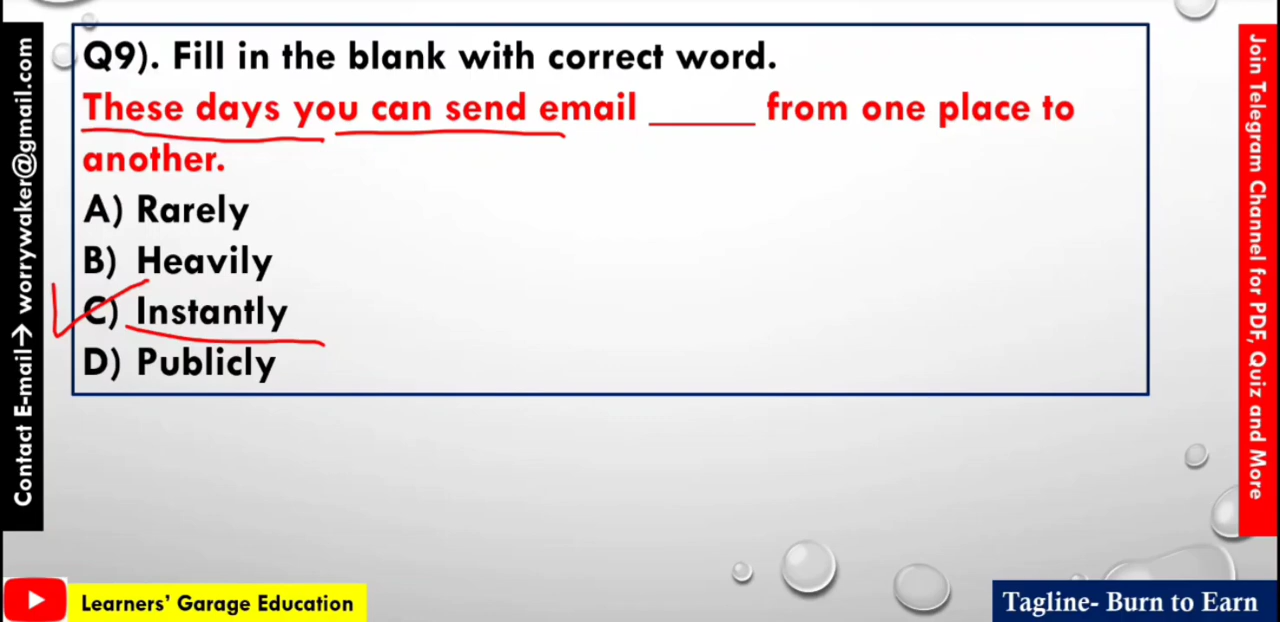 Q9). Fill in the blank with correct word.
These days you can send email _____ from one place to
another.
A) Rarely
B) Heavily
C) Instantly
D) Publicly
Contact E-mail→ worrywaker@gmail.com
Join Telegram Channel for PDF, Quiz and More
Learners’ Garage Education
Tagline- Burn to Earn